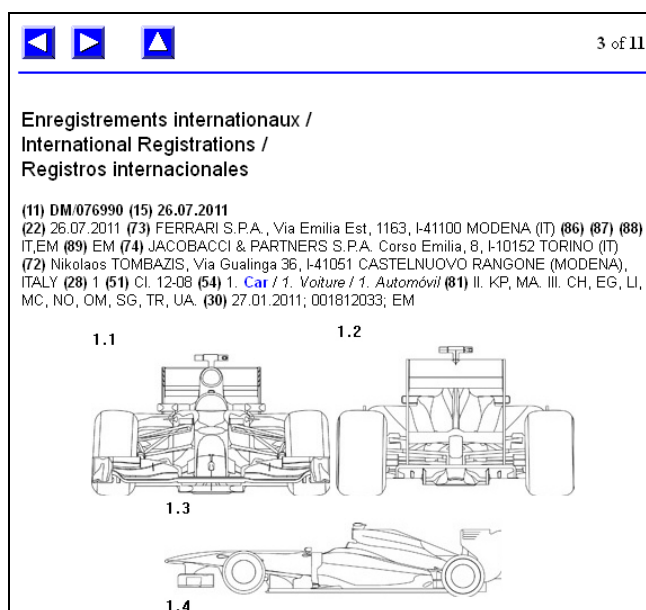 3 of 11
Enregistrements internationaux /
International Registrations /
Registros internacionales
(11) DM/076990 (15) 26.07.2011
(22) 26.07.2011 (73) FERRARI S.P.A., Via Emilia Est, 1163, I-41100 MODENA (IT) (86) (87) (88)
IT,EM (89) EM (74) JACOBACCI & PARTNERS S.P.A. Corso Emilia, 8, I-10152 TORINO (IT)
(72) Nikolaos TOMBAZIS, Via Gualinga 36, I-41051 CASTELNUOVO RANGONE (MODENA),
ITALY (28) 1 (51) Cl. 12-08 (54) 1. Car / 1. Voiture / 1. Automóvil (81) II. KP, MA. III. CH, EG, LI,
MC, NO, OM, SG, TR, UA. (30) 27.01.2011; 001812033; EM
1.1
1.2
1.3
1.4